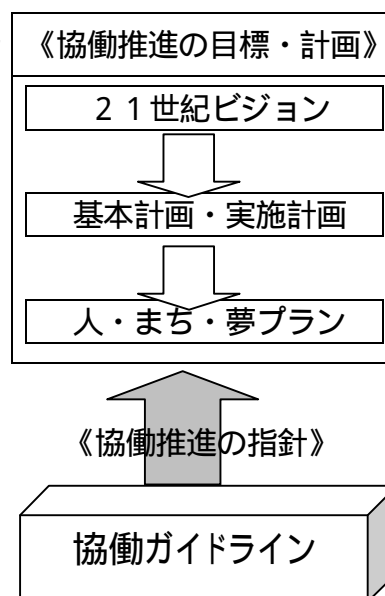 《協働推進の目標・計画》
２１世紀ビジョン
基本計画・実施計画
人・まち・夢プラン
《協働推進の指針》
協働ガイドライン